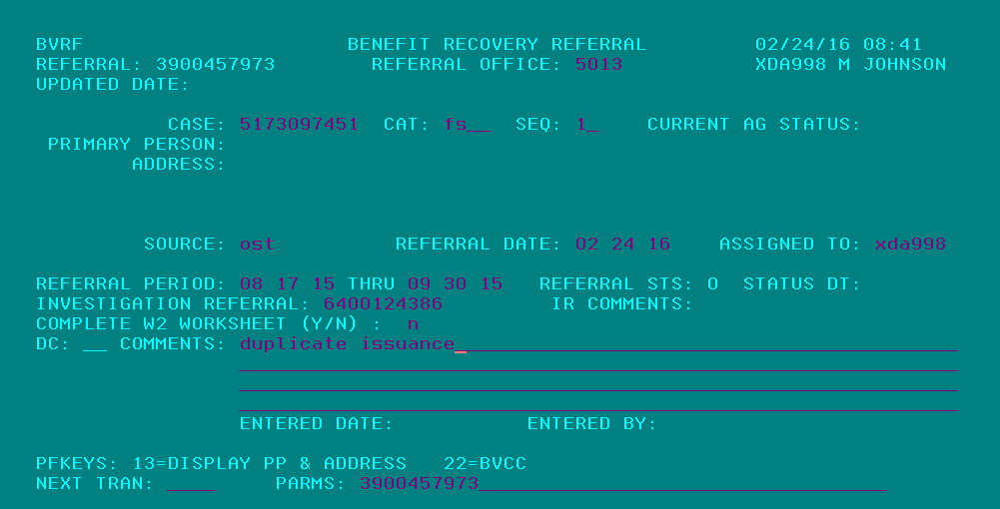 BVRF BENEFIT RECOVERY REFERRAL 02/24/16 08:41
REFERRAL: 3900457973 REFERRAL OFFICE: 5013 XDA998 M JOHNSON
UPDATED DATE:
CASE: 5173097451 CAT: fs__ SEQ: 1_ CURRENT AG STATUS:
PRIMARY PERSON:
ADDRESS:
SOURCE: ost REFERRAL DATE: 02 24 16 ASSIGNED TO: xda998
REFERRAL PERIOD: 08 17 15 THRU 09 30 15 REFERRAL STS: O STATUS DT:
INVESTIGATION REFERRAL: 6400124386 IR COMMENTS:
COMPLETE W2 WORKSHEET (Y/N) : n
DC: __ COMMENTS: duplicate issuance_
ENTERED DATE: ENTERED BY:
PFKEYS: 13=DISPLAY PP & ADDRESS 22=BVCC
NEXT TRAN: ____ PARMS: 3900457973